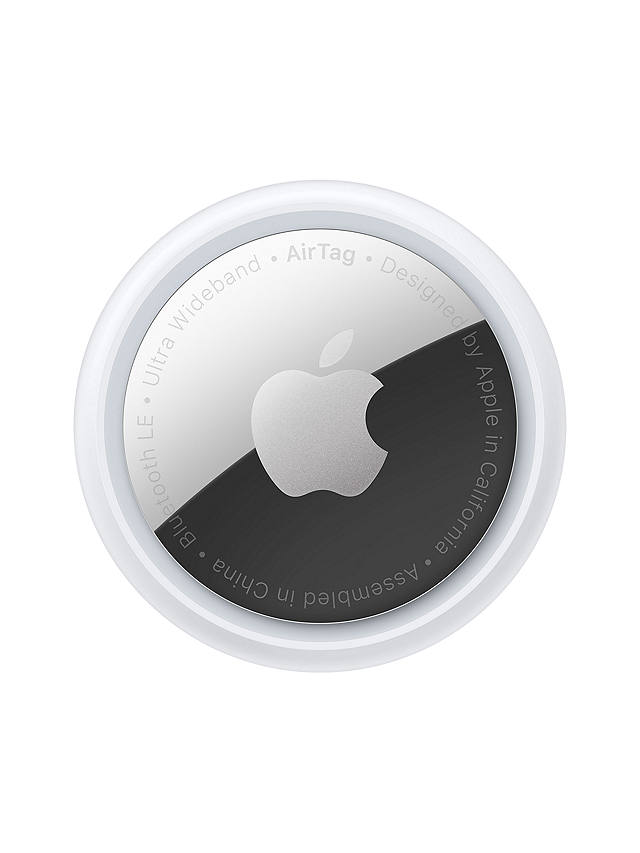 AirTag • Designed by Apple in California • Assembled in China • Bluetooth LE • Ultra Wideband •